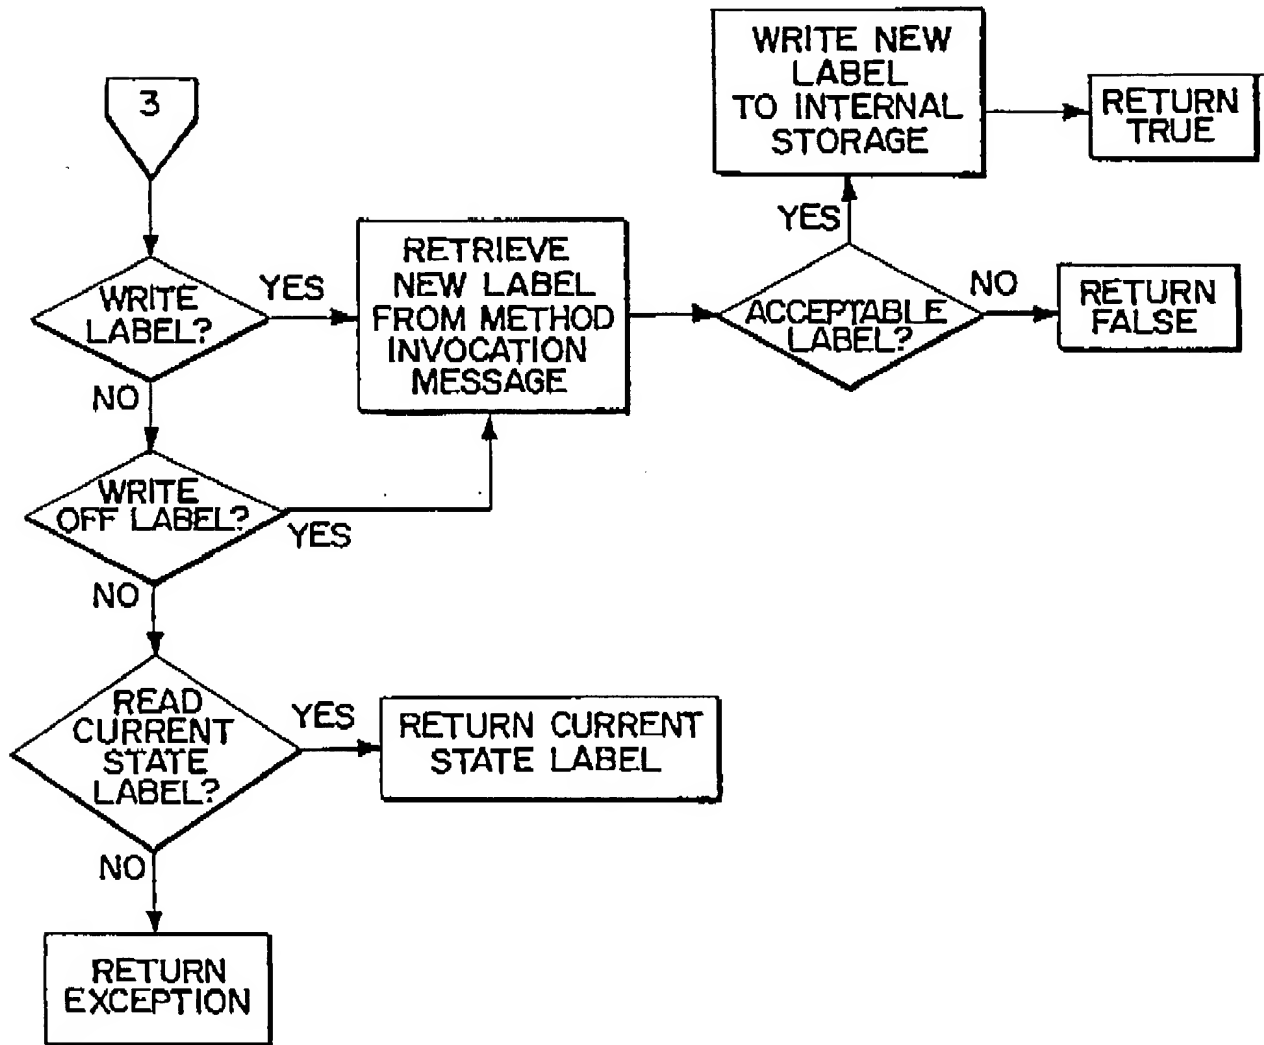 3
WRITE
LABEL?
YES
NO
RETRIEVE
NEW LABEL
FROM METHOD
INVOCATION
MESSAGE
ACCEPTABLE
LABEL?
YES
NO
WRITE NEW
LABEL
TO INTERNAL
STORAGE
RETURN
TRUE
RETURN
FALSE
WRITE
OFF LABEL?
YES
NO
READ
CURRENT
STATE
LABEL?
YES
NO
RETURN CURRENT
STATE LABEL
RETURN
EXCEPTION